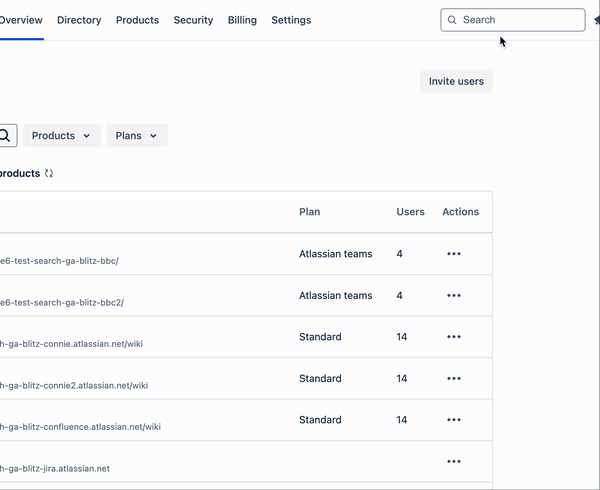 Overview Directory Products Security Billing Settings Search
Invite users
Products Plans
products
Plan Users Actions
Atlassian teams 4
e6-test-search-ga-blitz-bbc/
Atlassian teams 4
e6-test-search-ga-blitz-bbc2/
Standard 14
h-ga-blitz-connie.atlassian.net/wiki
Standard 14
h-ga-blitz-connie2.atlassian.net/wiki
Standard 14
h-ga-blitz-confluence.atlassian.net/wiki
h-ga-blitz-jira.atlassian.net